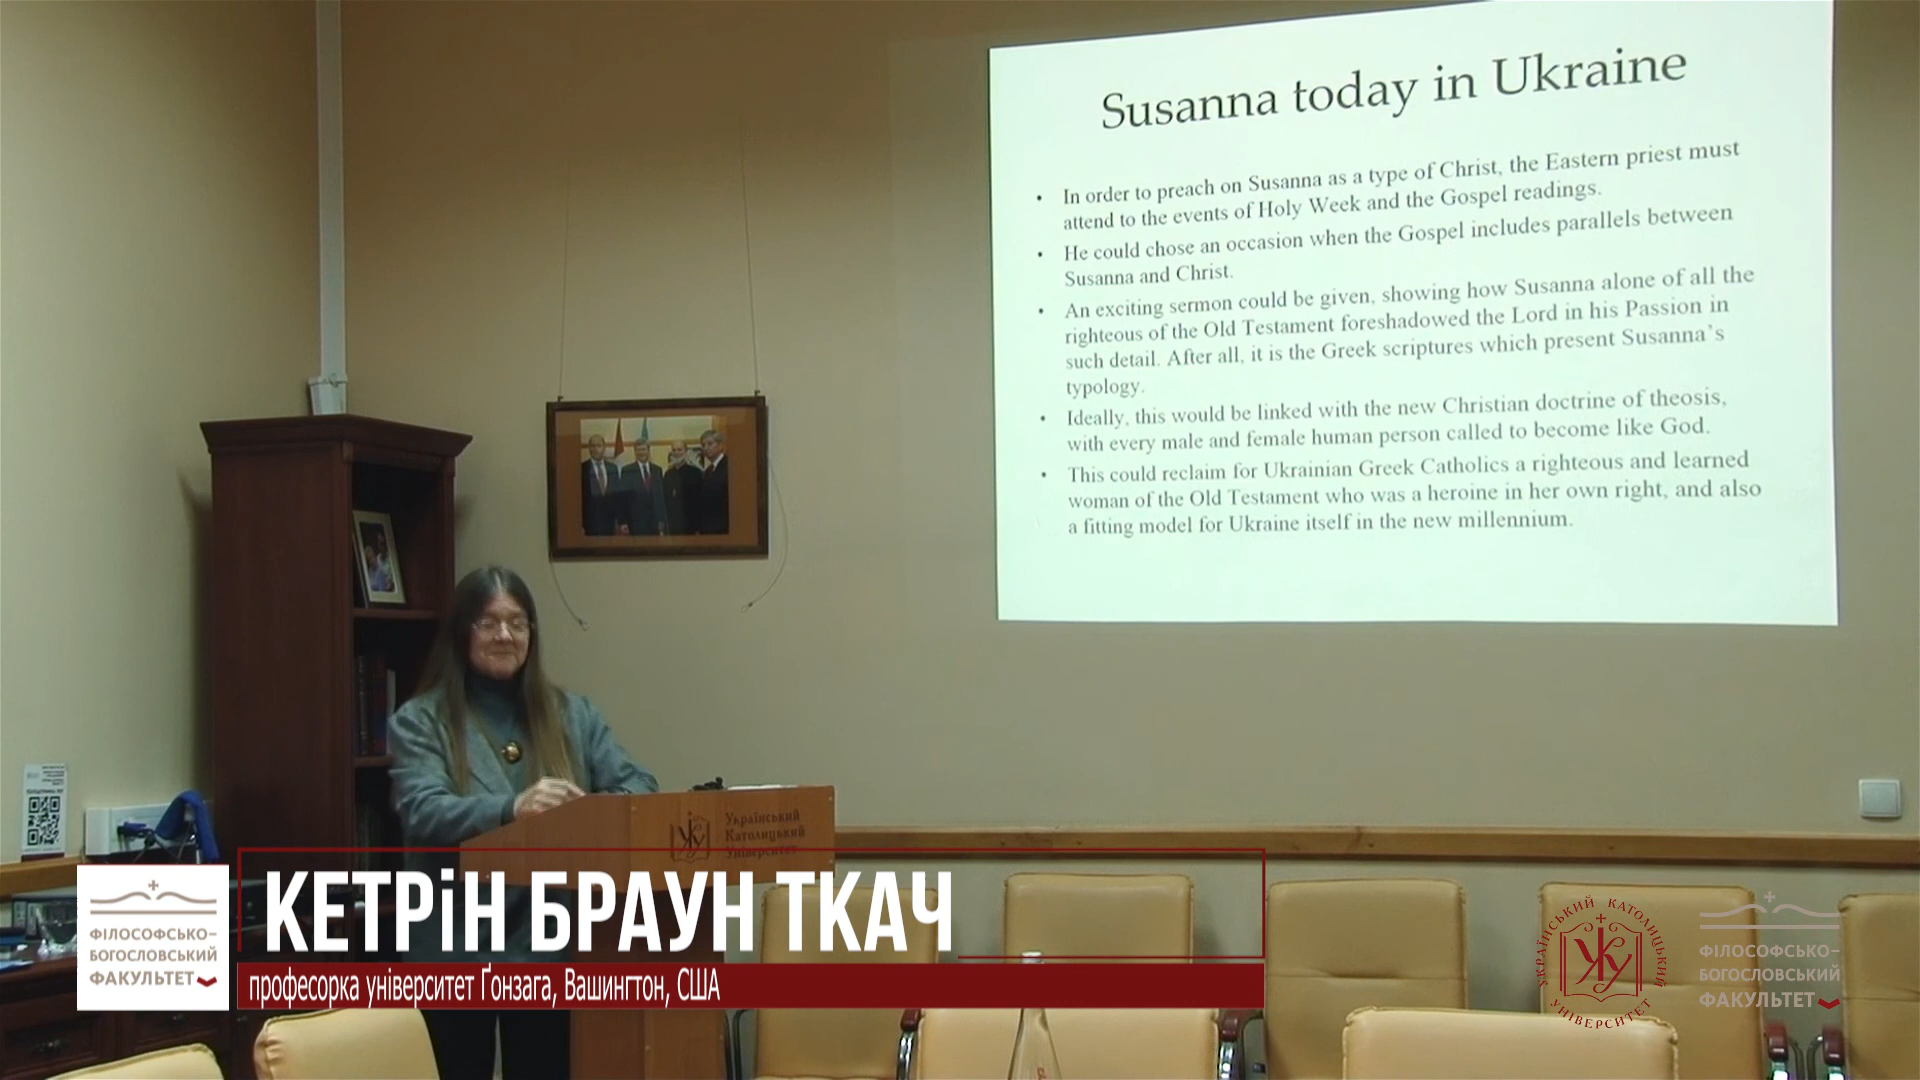 Susanna today in Ukraine
• In order to preach on Susanna as a type of Christ, the Eastern priest must
attend to the events of Holy Week and the Gospel readings.
• He could chose an occasion when the Gospel includes parallels between
Susanna and Christ.
• An exciting sermon could be given, showing how Susanna alone of all the
righteous of the Old Testament foreshadowed the Lord in his Passion in
such detail. After all, it is the Greek scriptures which present Susanna's
typology.
• Ideally, this would be linked with the new Christian doctrine of theosis,
with every male and female human person called to become like God.
• This could reclaim for Ukrainian Greek Catholics a righteous and learned
woman of the Old Testament who was a heroine in her own right, and also
a fitting model for Ukraine itself in the new millennium.
Український
Католицький
Університет
КЕТРіН БРАУН ТКАЧ
професорка університет Ґонзага, Вашингтон, США
ФІЛОСОФСЬКО-
БОГОСЛОВСЬКИЙ
ФАКУЛЬТЕТ
УКРАЇНСЬКИЙ КАТОЛИЦЬКИЙ
УНІВЕРСИТЕТ
ФІЛОСОФСЬКО-
БОГОСЛОВСЬКИЙ
ФАКУЛЬТЕТ